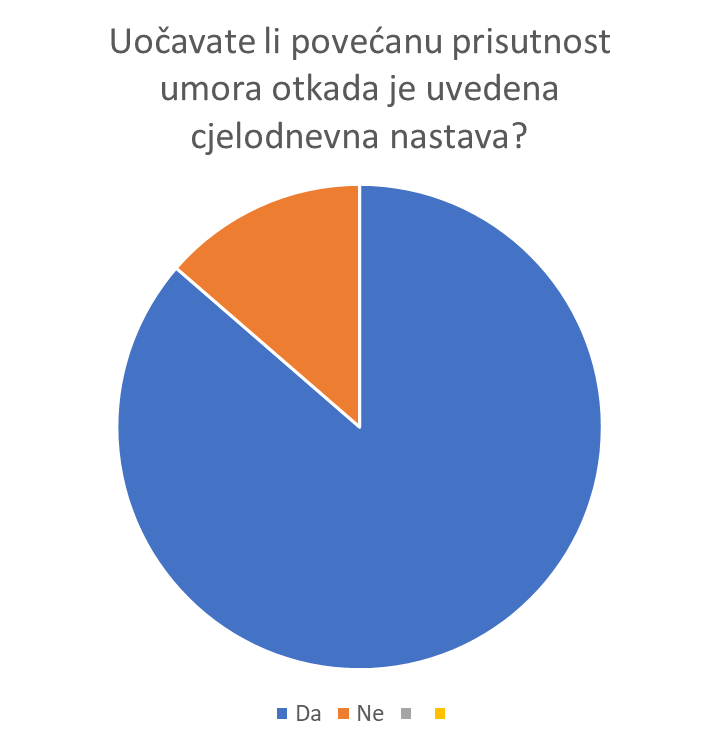 Uočavate li povećanu prisutnost
umora otkada je uvedena
cjelodnevna nastava?
Da Ne